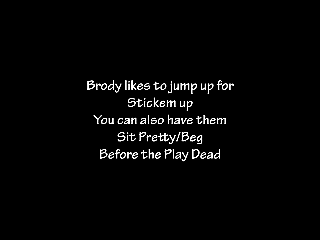 Brody likes to jump up for
Stickem up
You can also have them
Sit Pretty/Beg
Before the Play Dead